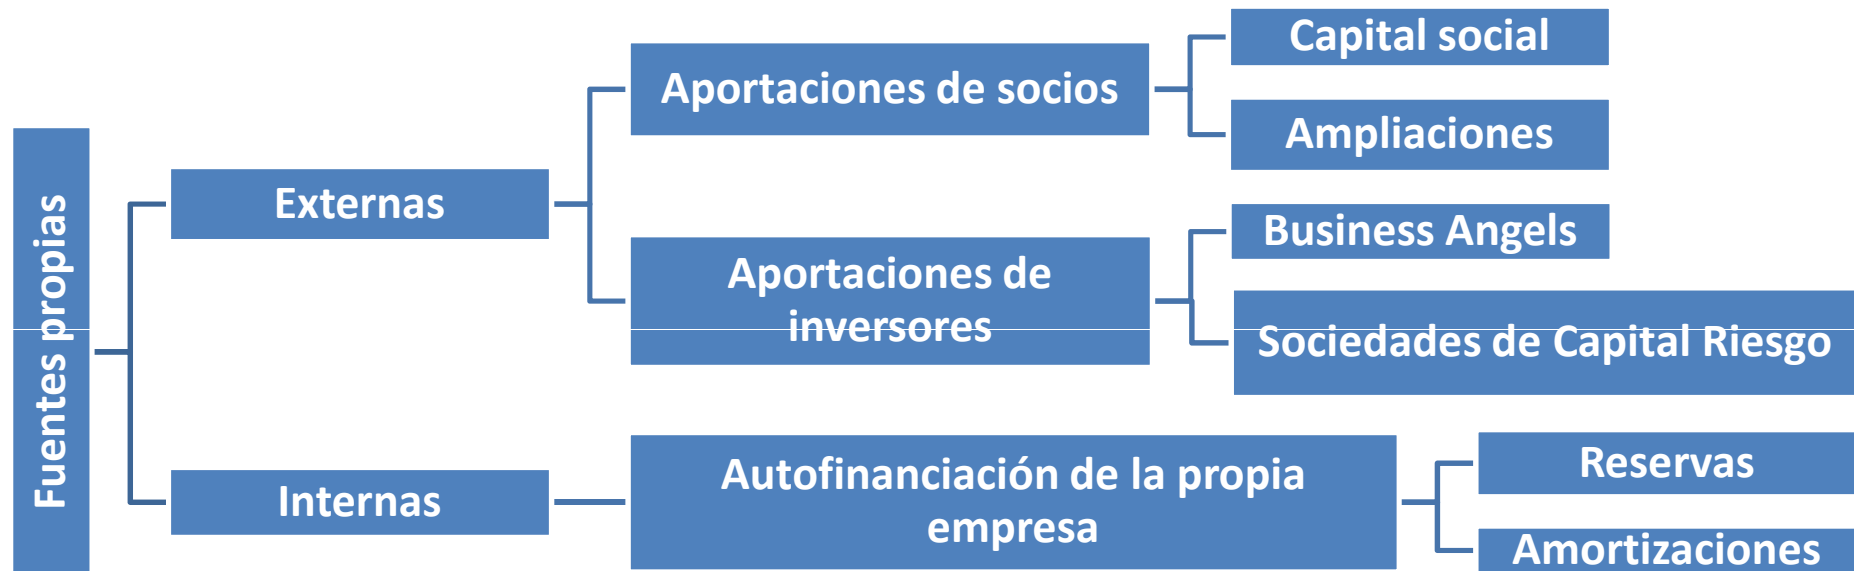 Fuentes propias
Externas
Aportaciones de socios
Capital social
Ampliaciones
Aportaciones de
inversores
Business Angels
Sociedades de Capital Riesgo
Internas
Autofinanciación de la propia
empresa
Reservas
Amortizaciones